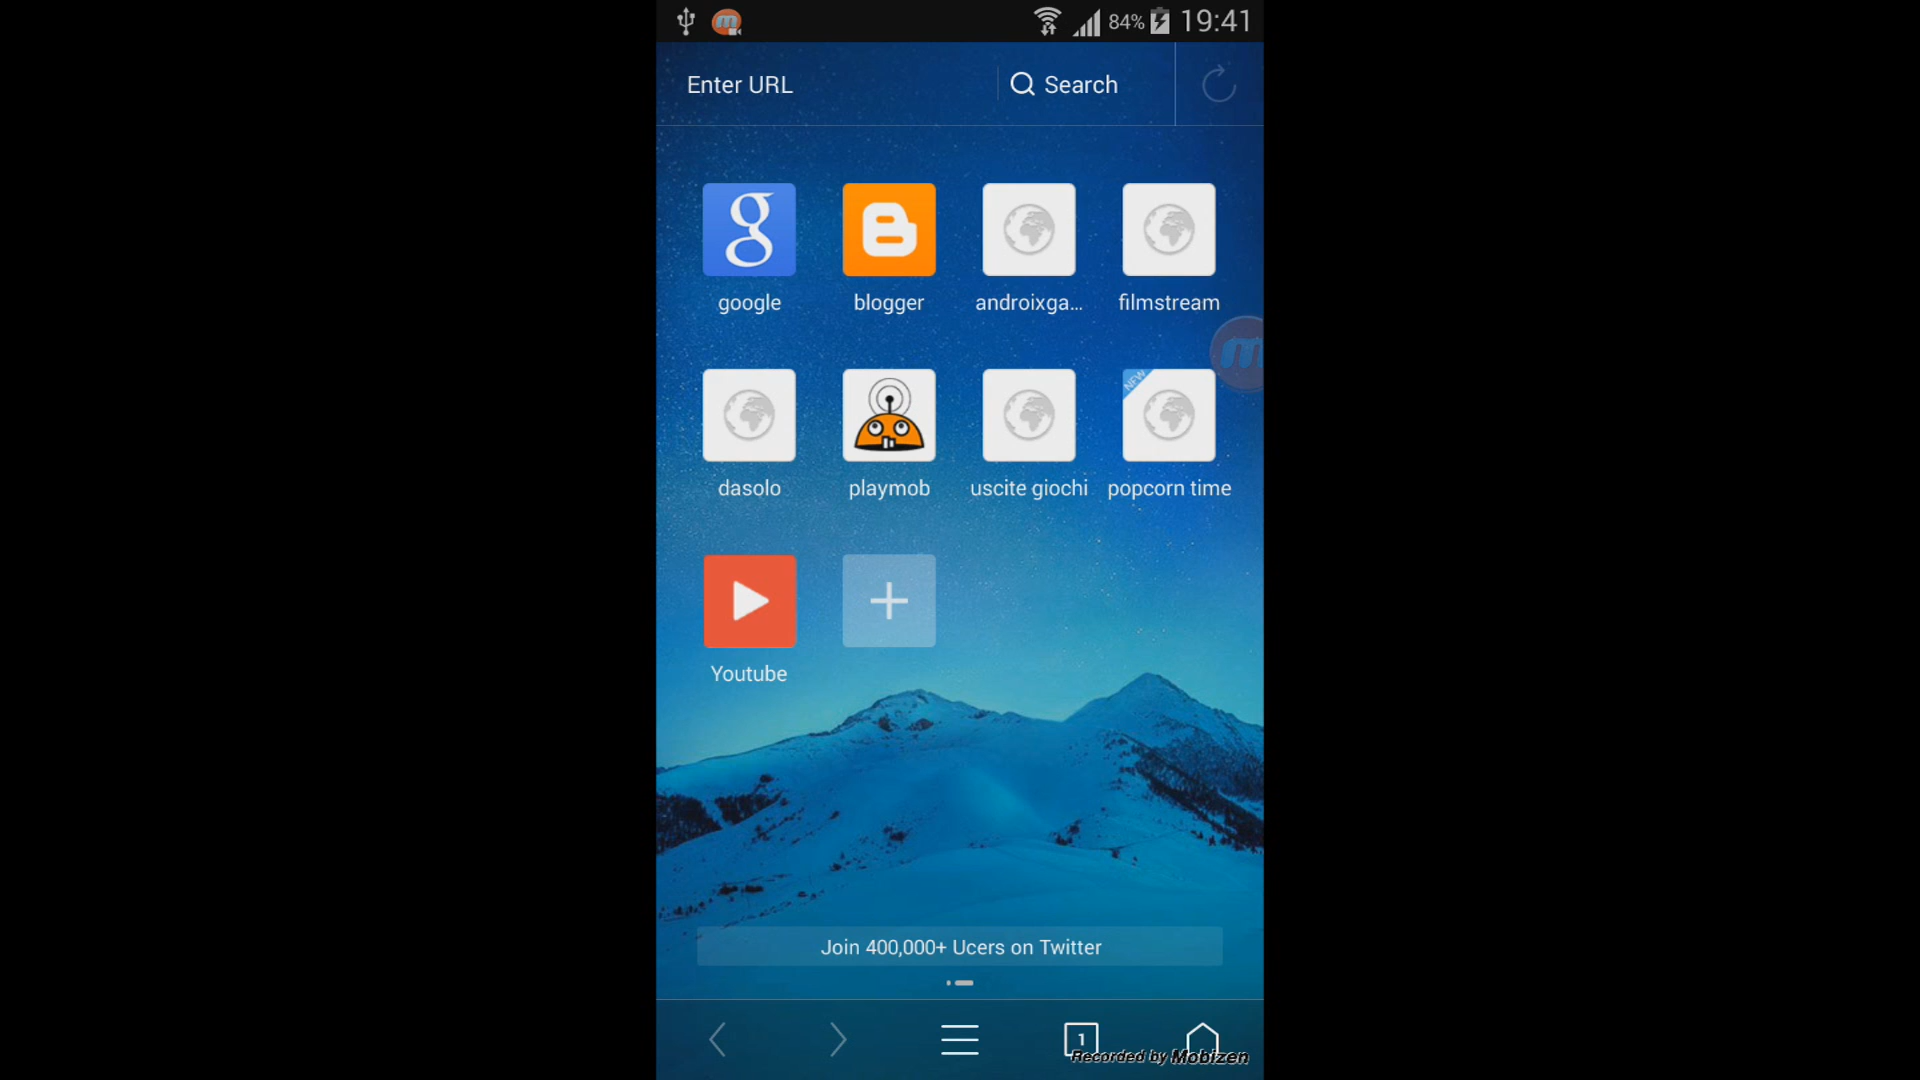 84% 19:41
Enter URL Search
google blogger androixga... filmstream
NEW
dasolo playmob uscite giochi popcorn time
Youtube
Join 400,000+ Ucers on Twitter
1
Recorded by Mobizen